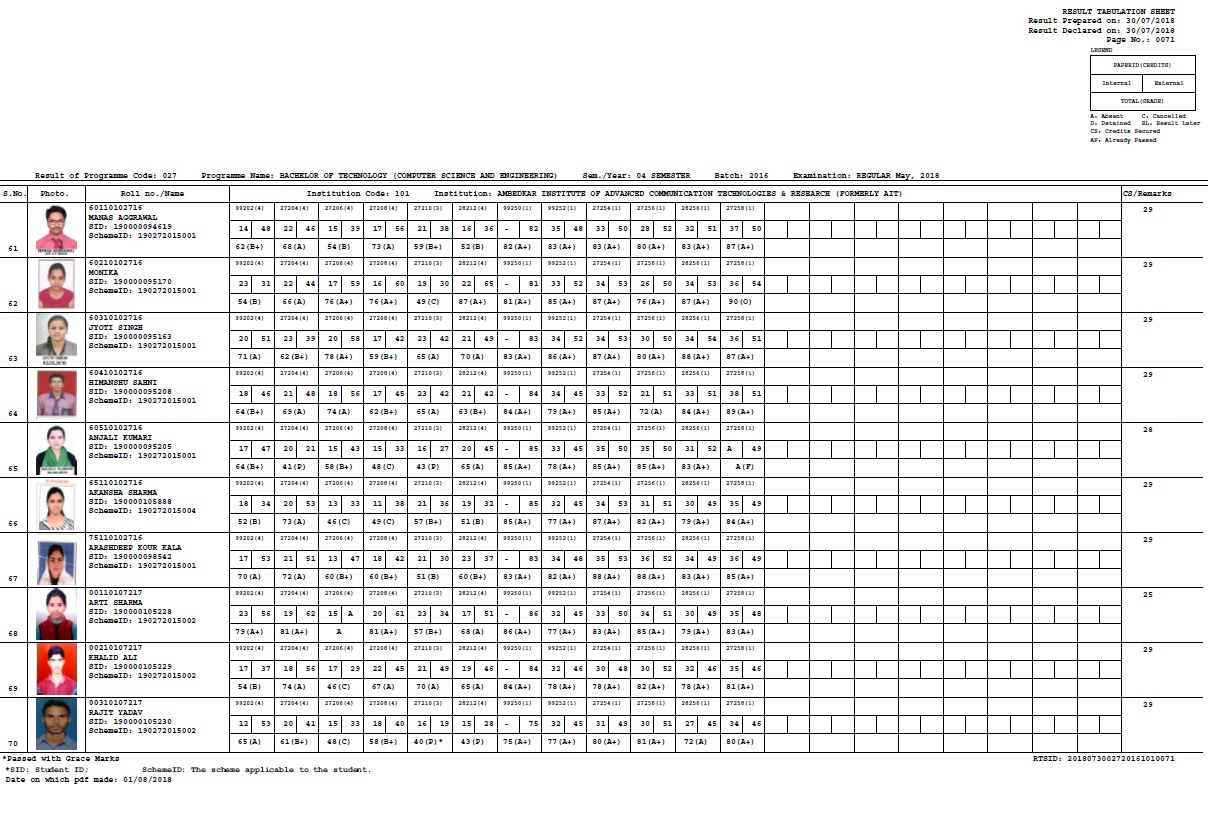 RESULT TABULATION SHEET
Result Prepared on: 30/07/2018
Result Declared on: 30/07/2018
Page No.: 0071
LEGEND
PAPERID(CREDITS)
Internal External
TOTAL(GRADE)
A: Absent C: Cancelled
D: Detained RL: Result Later
CS: Credits Secured
AP: Already Passed
Result of Programme Code: 027 Programme Name: BACHELOR OF TECHNOLOGY (COMPUTER SCIENCE AND ENGINEERING) Sem./Year: 04 SEMESTER Batch: 2016 Examination: REGULAR May, 2018
S.No. Photo. Roll no./Name Institution Code: 101 Institution: AMBEDKAR INSTITUTE OF ADVANCED COMMUNICATION TECHNOLOGIES & RESEARCH (FORMERLY AIT) CS/Remarks
60110102716 99202(4) 27204(4) 27206(4) 27208(4) 27210(3) 28212(4) 99250(1) 99252(1) 27254(1) 27256(1) 28256(1) 27258(1) 29
MANAS AGGRAWAL
SID: 190000094619 14 48 22 46 15 39 17 56 21 38 16 36 - 82 35 48 33 50 28 52 32 51 37 50
SchemeID: 190272015001
61 62(B+) 68(A) 54(B) 73(A) 59(B+) 52(B) 82(A+) 83(A+) 83(A+) 80(A+) 83(A+) 87(A+)
60210102716 99202(4) 27204(4) 27206(4) 27208(4) 27210(3) 28212(4) 99250(1) 99252(1) 27254(1) 27256(1) 28256(1) 27258(1) 29
MONIKA
SID: 190000095170 23 31 22 44 17 59 16 60 19 30 22 65 - 81 33 52 34 53 26 50 34 53 36 54
SchemeID: 190272015001
62 54(B) 66(A) 76(A+) 76(A+) 49(C) 87(A+) 81(A+) 85(A+) 87(A+) 76(A+) 87(A+) 90(O)
60310102716 99202(4) 27204(4) 27206(4) 27208(4) 27210(3) 28212(4) 99250(1) 99252(1) 27254(1) 27256(1) 28256(1) 27258(1) 29
JYOTI SINGH
SID: 190000095163 20 51 23 39 20 58 17 42 23 42 21 49 - 83 34 52 34 53 30 50 34 54 36 51
SchemeID: 190272015001
63 71(A) 62(B+) 78(A+) 59(B+) 65(A) 70(A) 83(A+) 86(A+) 87(A+) 80(A+) 88(A+) 87(A+)
60410102716 99202(4) 27204(4) 27206(4) 27208(4) 27210(3) 28212(4) 99250(1) 99252(1) 27254(1) 27256(1) 28256(1) 27258(1) 29
HIMANSHU SAHNI
SID: 190000095208 18 46 21 48 18 56 17 45 23 42 21 42 - 84 34 45 33 52 21 51 33 51 38 51
SchemeID: 190272015001
64 64(B+) 69(A) 74(A) 62(B+) 65(A) 63(B+) 84(A+) 79(A+) 85(A+) 72(A) 84(A+) 89(A+)
60510102716 99202(4) 27204(4) 27206(4) 27208(4) 27210(3) 28212(4) 99250(1) 99252(1) 27254(1) 27256(1) 28256(1) 27258(1) 28
ANJALI KUMARI
SID: 190000095205 17 47 20 21 15 43 15 33 16 27 20 45 - 85 33 45 35 50 35 50 31 52 A 49
SchemeID: 190272015001
65 64(B+) 41(P) 58(B+) 48(C) 43(P) 65(A) 85(A+) 78(A+) 85(A+) 85(A+) 83(A+) A(F)
65110102716 99202(4) 27204(4) 27206(4) 27208(4) 27210(3) 28212(4) 99250(1) 99252(1) 27254(1) 27256(1) 28256(1) 27258(1) 29
AKANSHA SHARMA
SID: 190000105888 18 34 20 53 13 33 11 38 21 36 19 32 - 85 32 45 34 53 31 51 30 49 35 49
SchemeID: 190272015004
66 52(B) 73(A) 46(C) 49(C) 57(B+) 51(B) 85(A+) 77(A+) 87(A+) 82(A+) 79(A+) 84(A+)
75110102716 99202(4) 27204(4) 27206(4) 27208(4) 27210(3) 28212(4) 99250(1) 99252(1) 27254(1) 27256(1) 28256(1) 27258(1) 29
ARASHDEEP KOUR KALA
SID: 190000098542 17 53 21 51 13 47 18 42 21 30 23 37 - 83 34 48 35 53 36 52 34 49 36 49
SchemeID: 190272015001
67 70(A) 72(A) 60(B+) 60(B+) 51(B) 60(B+) 83(A+) 82(A+) 88(A+) 88(A+) 83(A+) 85(A+)
00110107217 99202(4) 27204(4) 27206(4) 27208(4) 27210(3) 28212(4) 99250(1) 99252(1) 27254(1) 27256(1) 28256(1) 27258(1) 25
ARTI SHARMA
SID: 190000105228 23 56 19 62 15 A 20 61 23 34 17 51 - 86 32 45 33 50 34 51 30 49 35 48
SchemeID: 190272015002
68 79(A+) 81(A+) A 81(A+) 57(B+) 68(A) 86(A+) 77(A+) 83(A+) 85(A+) 79(A+) 83(A+)
00210107217 99202(4) 27204(4) 27206(4) 27208(4) 27210(3) 28212(4) 99250(1) 99252(1) 27254(1) 27256(1) 28256(1) 27258(1) 29
KHALID ALI
SID: 190000105229 17 37 18 56 17 29 22 45 21 49 19 46 - 84 32 46 30 48 30 52 32 46 35 46
SchemeID: 190272015002
69 54(B) 74(A) 46(C) 67(A) 70(A) 65(A) 84(A+) 78(A+) 78(A+) 82(A+) 78(A+) 81(A+)
00310107217 99202(4) 27204(4) 27206(4) 27208(4) 27210(3) 28212(4) 99250(1) 99252(1) 27254(1) 27256(1) 28256(1) 27258(1) 29
RAJIT YADAV
SID: 190000105230 12 53 20 41 15 33 18 40 16 19 15 28 - 75 32 45 31 49 30 51 27 45 34 46
SchemeID: 190272015002
70 65(A) 61(B+) 48(C) 58(B+) 40(P)* 43(P) 75(A+) 77(A+) 80(A+) 81(A+) 72(A) 80(A+)
*Passed with Grace Marks RTSID: 2018073002720161010071
*SID: Student ID; SchemeID: The scheme applicable to the student.
Date on which pdf made: 01/08/2018